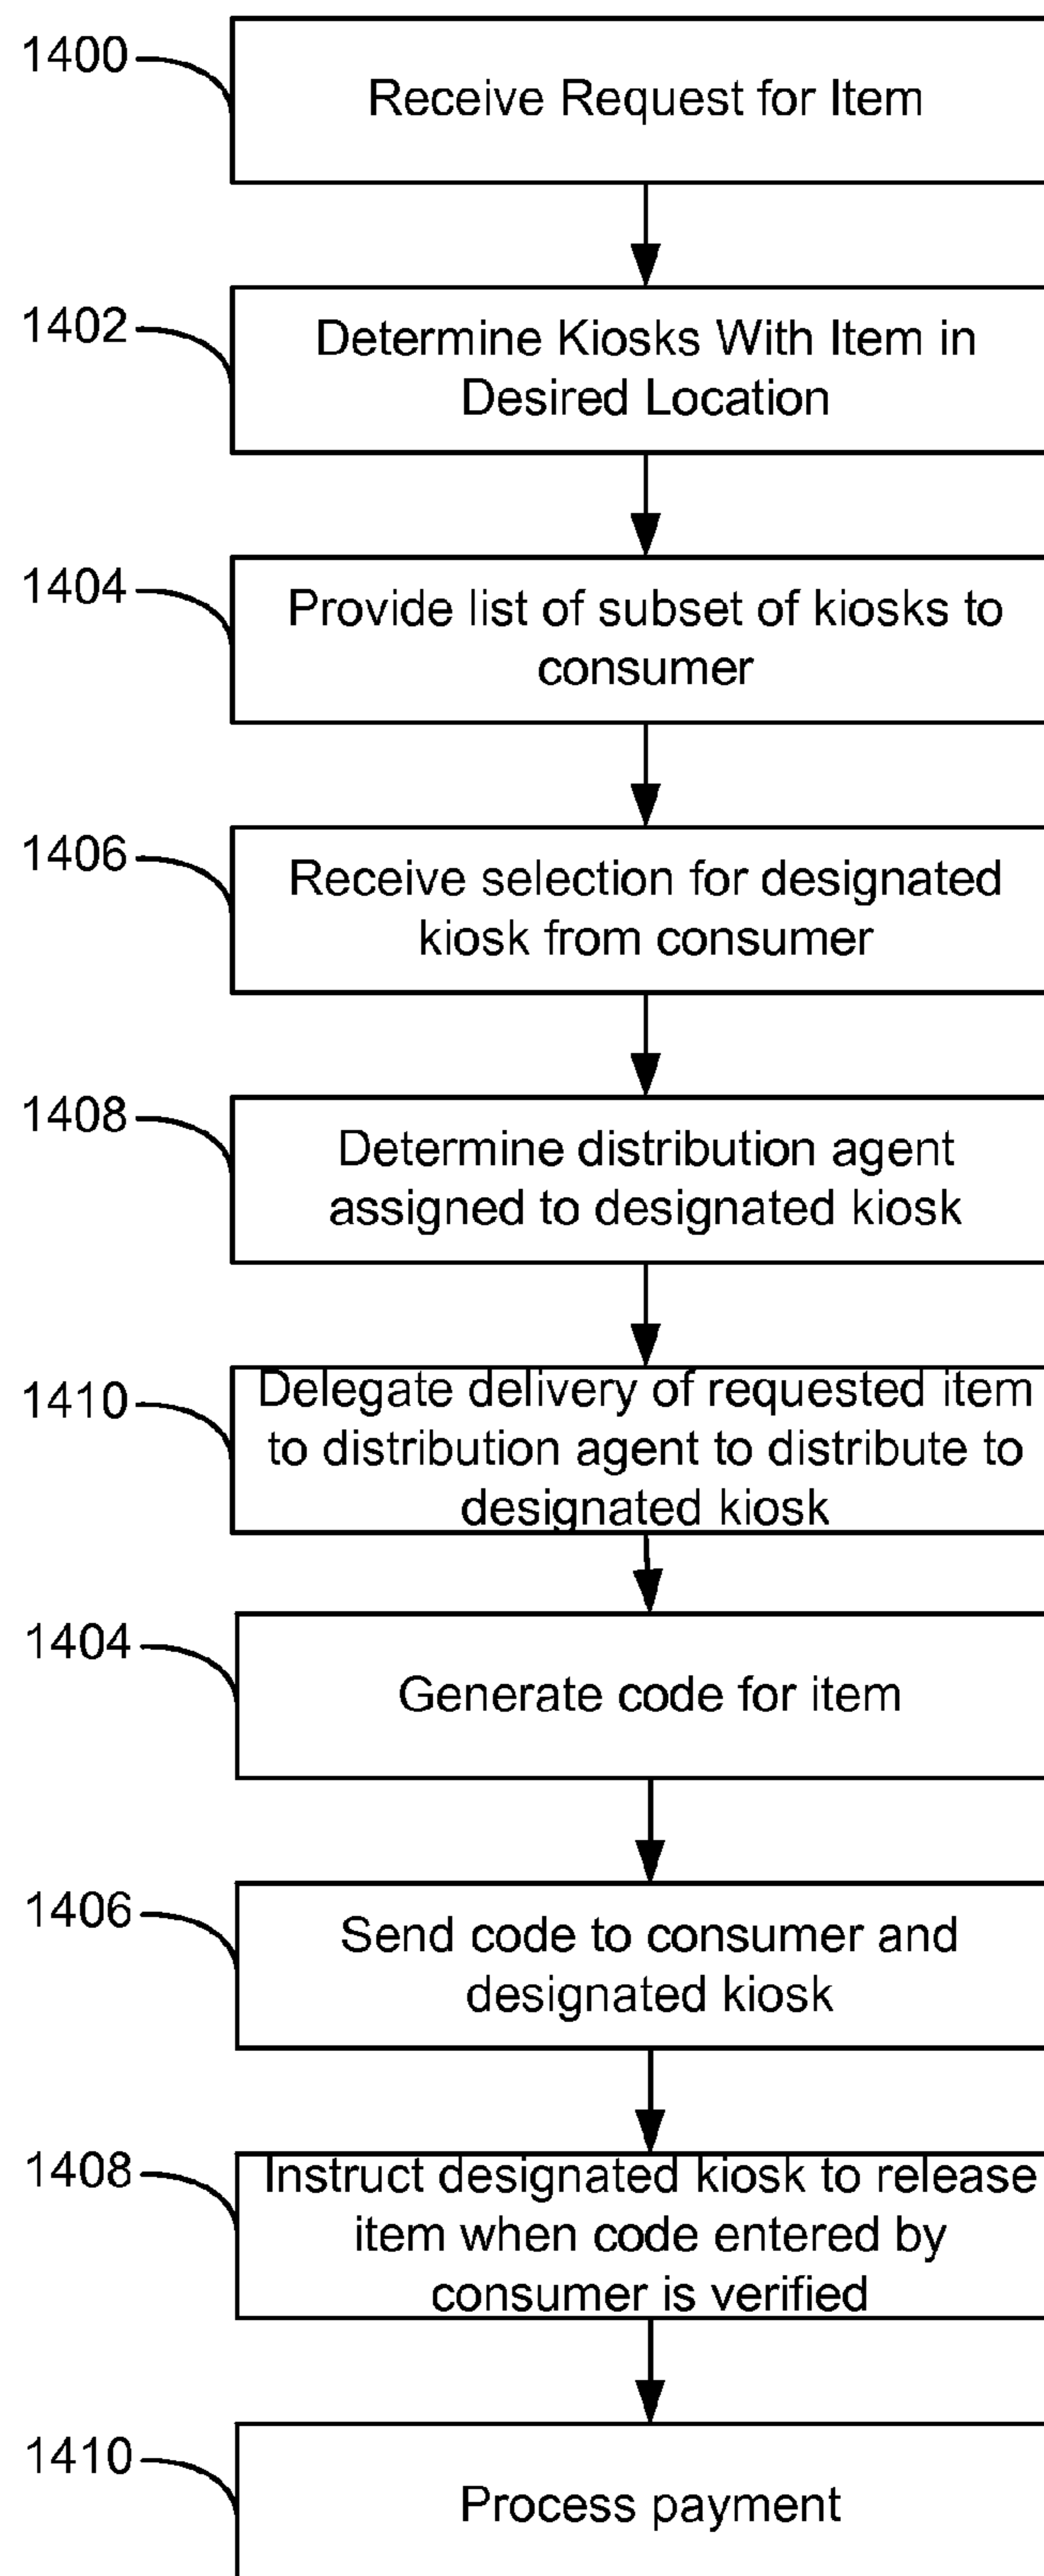 1400
Receive Request for Item
1402
Determine Kiosks With Item in
Desired Location
1404
Provide list of subset of kiosks to
consumer
1406
Receive selection for designated
kiosk from consumer
1408
Determine distribution agent
assigned to designated kiosk
1410
Delegate delivery of requested item
to distribution agent to distribute to
designated kiosk
1404
Generate code for item
1406
Send code to consumer and
designated kiosk
1408
Instruct designated kiosk to release
item when code entered by
consumer is verified
1410
Process payment